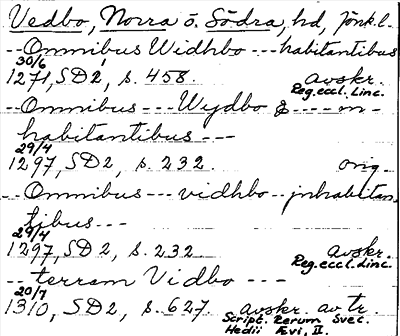 Vedbo, Norra o. Södra, hd, Jönk.l.
--Omnibus Widhbo---habitantibus
30/6
1271, SD2, s. 458. avskr.
Reg.eccl. Linc.
--Omnibus---Wydbo &----in-
habitantibus---
29/4
1297, SD2, s. 232. orig.
--Omnibus---vidhbo--jnhabitan-
tibus---
29/4
1297, SD2, s. 232 avskr.
Reg.eccl. Linc.
--terram Vidbo---
20/7
1310, SD2, s. 627. avskr. av tr.
Script. Rerum Svec.
Hedii Evi, II.